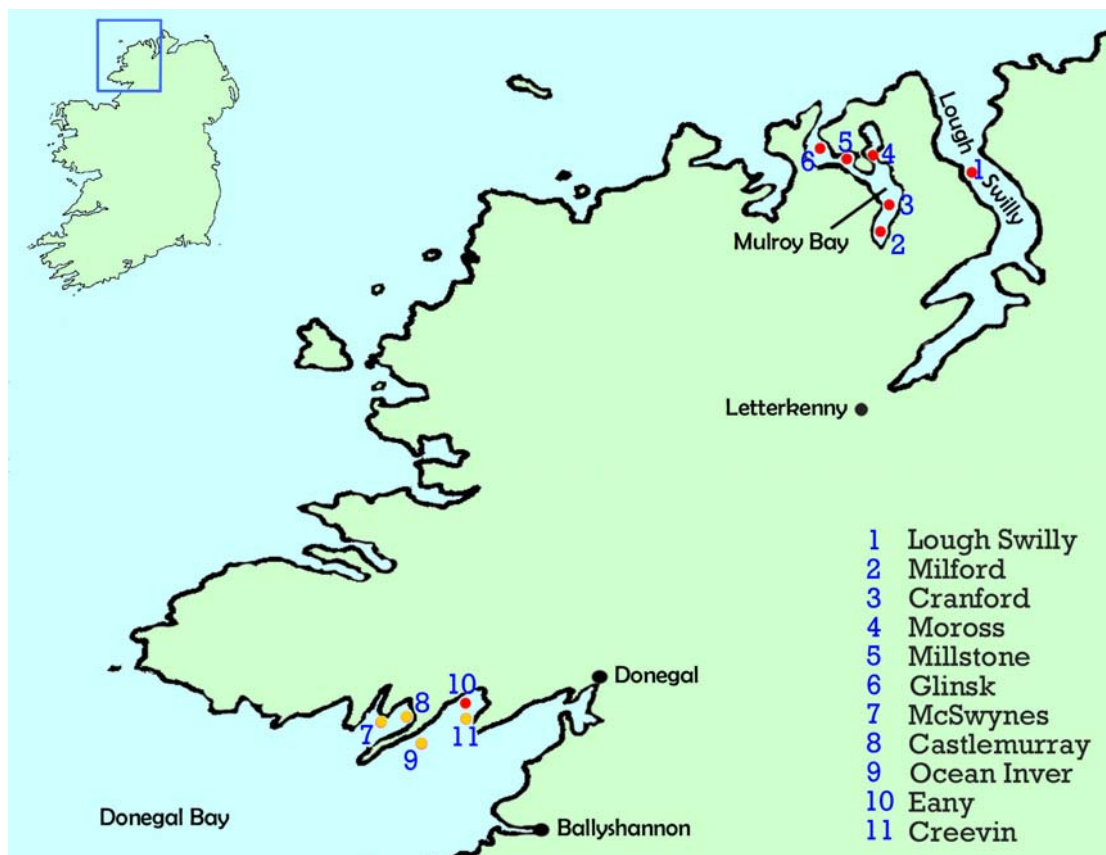 Lough Swilly
1
5
4
6
3
Mulroy Bay
2
Letterkenny
1 Lough Swilly
2 Milford
3 Cranford
4 Moross
5 Millstone
6 Glinsk
7 McSwynes
8 Castlemurray
9 Ocean Inver
10 Eany
11 Creevin
Donegal
10
8
7
11
9
Donegal Bay
Ballyshannon